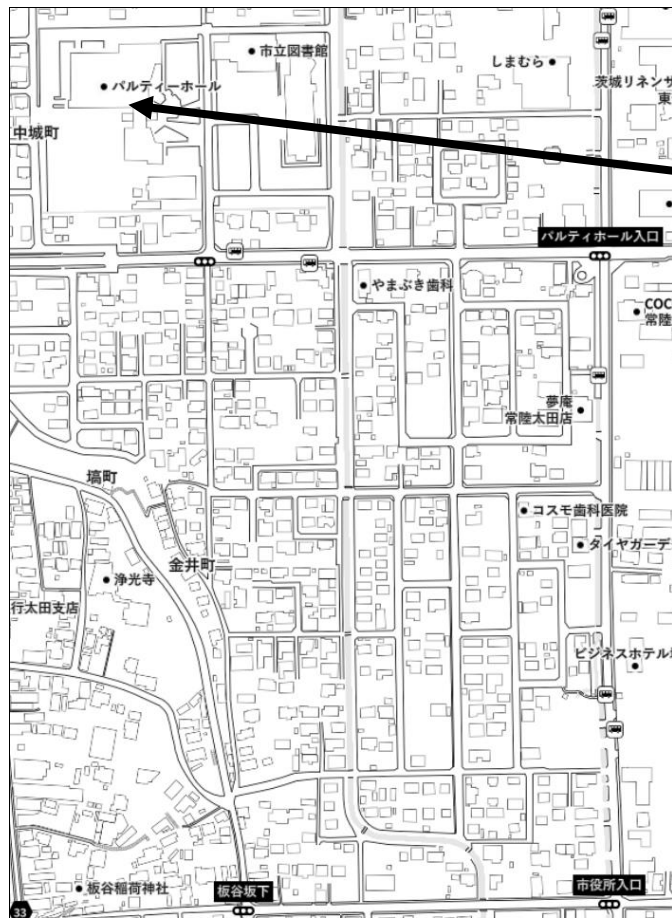 市立図書館
しまむら
パルティーホール
茨城リネンサ
東
中城町
パルティホール入口
やまぶき歯科
COC
常陸
夢庵
常陸太田店
塙町
コスモ歯科医院
ダイヤガーデ
金井町
浄光寺
行太田支店
ビジネスホテル
板谷稲荷神社
板谷坂下
市役所入口
33